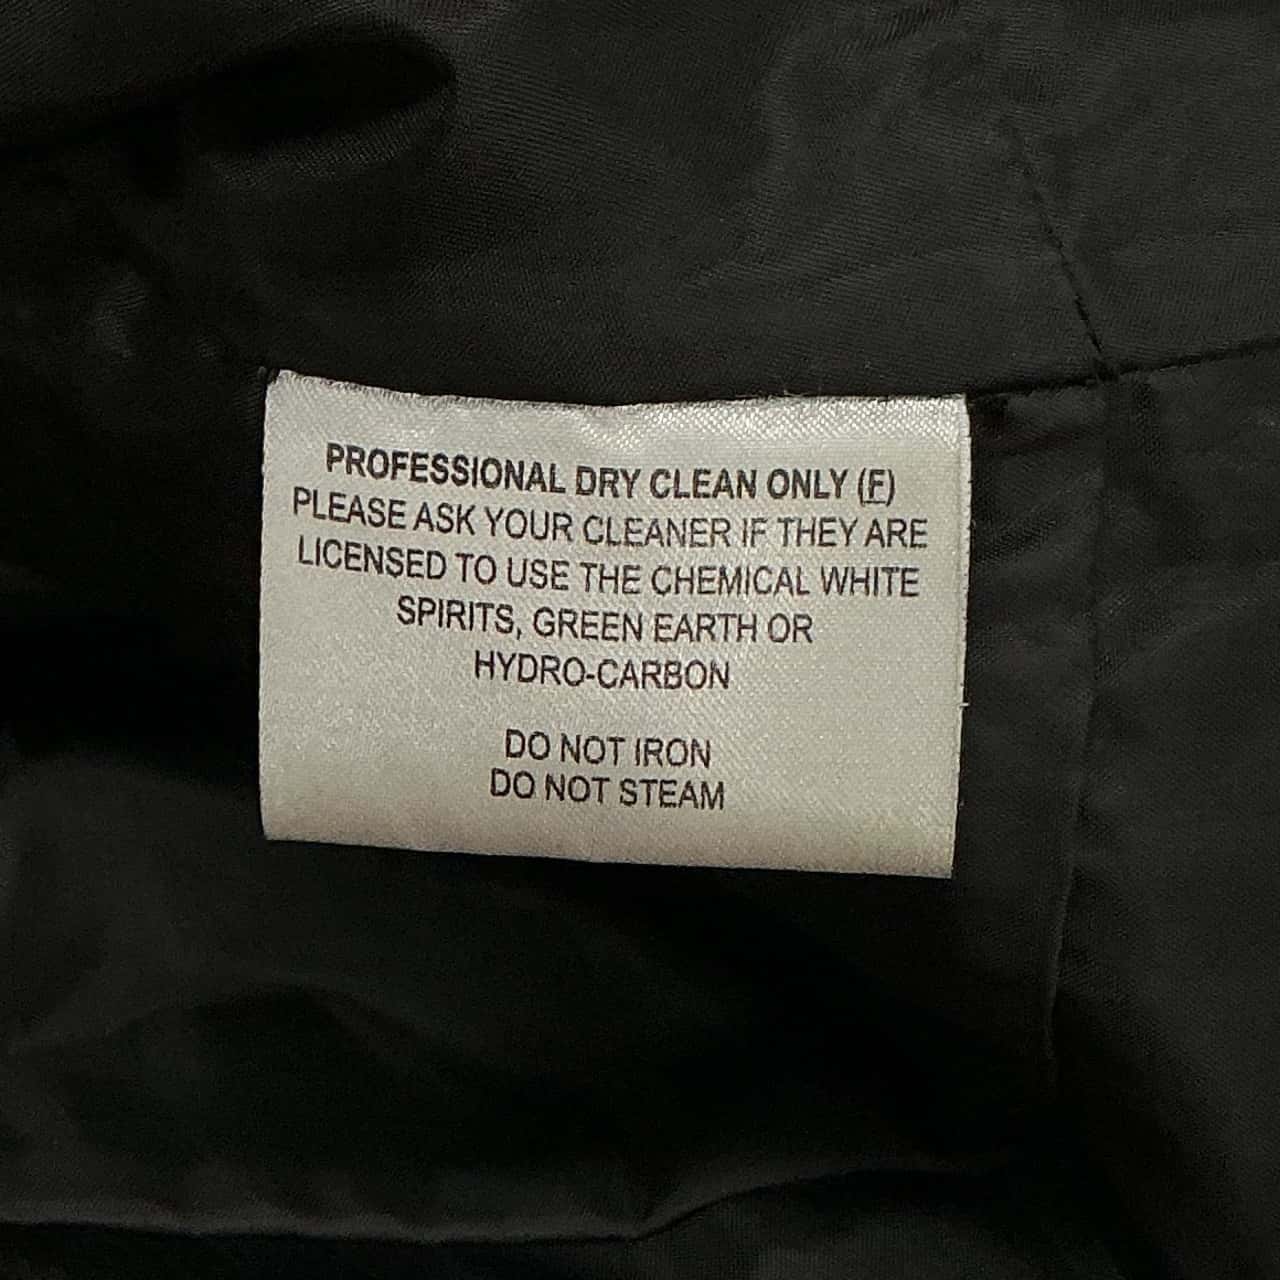 PROFESSIONAL DRY CLEAN ONLY (F)
PLEASE ASK YOUR CLEANER IF THEY ARE
LICENSED TO USE THE CHEMICAL WHITE
SPIRITS, GREEN EARTH OR
HYDRO-CARBON
DO NOT IRON
DO NOT STEAM